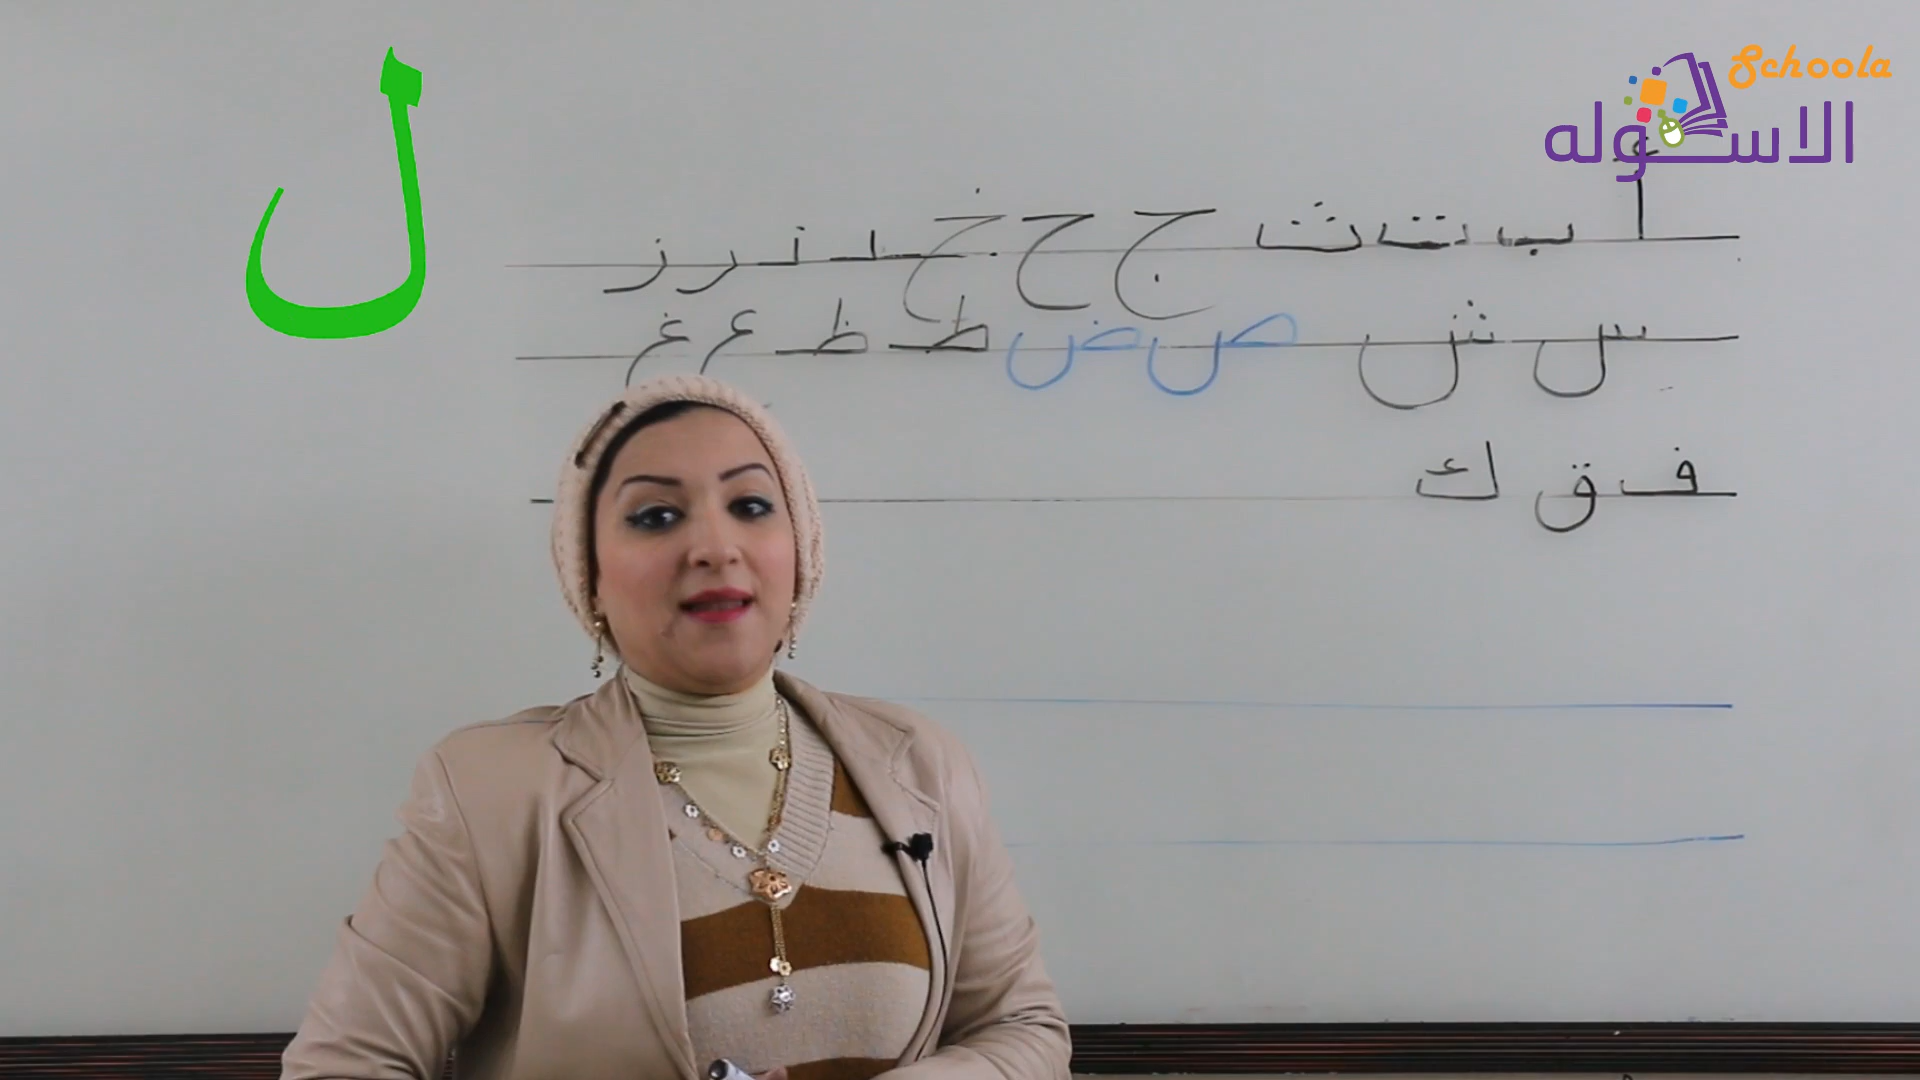 Schoola
الاسكوله
أ ب ت ث ج ح خ د ذ ر ز
س ش ص ض ط ظ ع غ
ف ق ك
ل